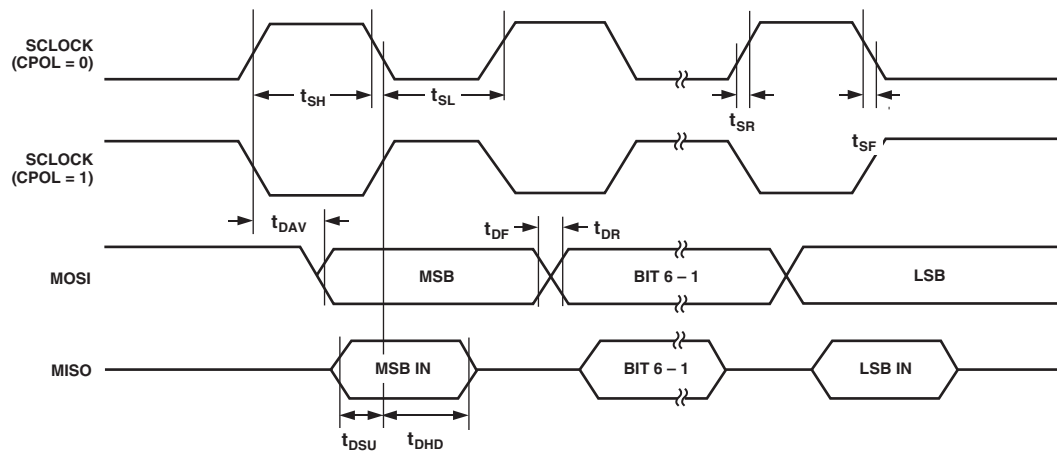 SCLOCK
(CPOL = 0)
tSH
tSL
tSR
tSF
SCLOCK
(CPOL = 1)
tDAV
tDF
tDR
MOSI
MSB
BIT 6 – 1
LSB
MISO
MSB IN
BIT 6 – 1
LSB IN
tDSU
tDHD